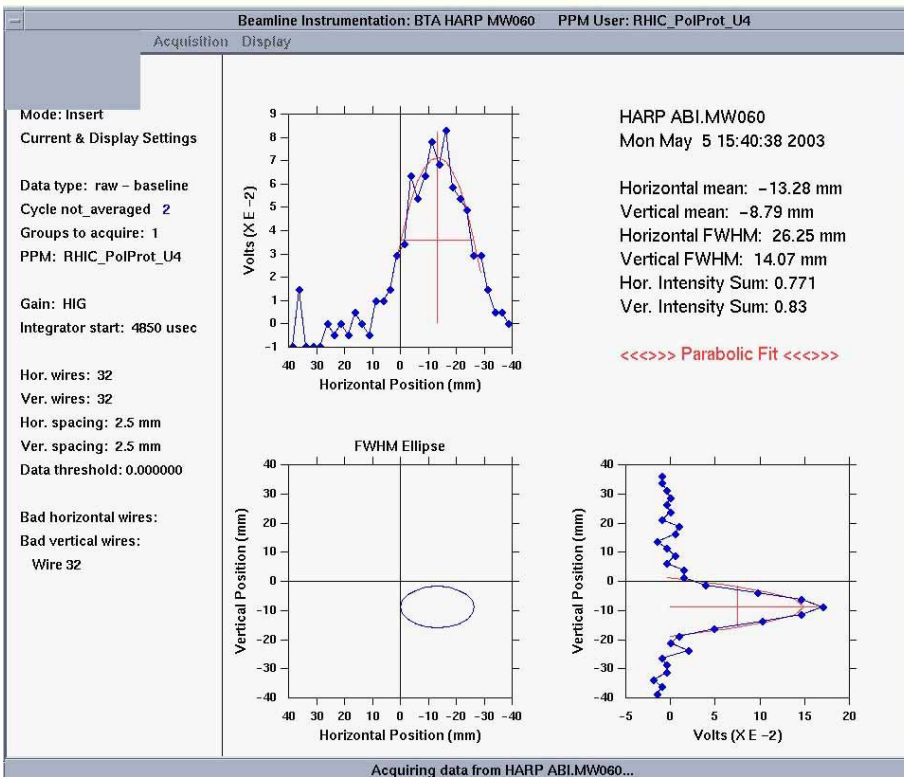 Beamline Instrumentation: BTA HARP MW060 PPM User: RHIC_PolProt_U4
Acquisition Display
Mode: Insert
Current & Display Settings
Data type: raw – baseline
Cycle not_averaged 2
Groups to acquire: 1
PPM: RHIC_PolProt_U4
Gain: HIG
Integrator start: 4850 usec
Hor. wires: 32
Ver. wires: 32
Hor. spacing: 2.5 mm
Ver. spacing: 2.5 mm
Data threshold: 0.000000
Bad horizontal wires:
Bad vertical wires:
Wire 32
9
8
7
6
5
4
3
2
1
0
-1
Volts (X E -2)
40 30 20 10 0 -10 -20 -30 -40
Horizontal Position (mm)
HARP ABI.MW060
Mon May 5 15:40:38 2003
Horizontal mean: -13.28 mm
Vertical mean: -8.79 mm
Horizontal FWHM: 26.25 mm
Vertical FWHM: 14.07 mm
Hor. Intensity Sum: 0.771
Ver. Intensity Sum: 0.83
<<<>>> Parabolic Fit <<<>>>
FWHM Ellipse
40
30
20
10
0
-10
-20
-30
-40
Vertical Position (mm)
40 30 20 10 0 -10 -20 -30 -40
Horizontal Position (mm)
40
30
20
10
0
-10
-20
-30
-40
Vertical Position (mm)
-5 0 5 10 15 20
Volts (X E -2)
Acquiring data from HARP ABI.MW060...